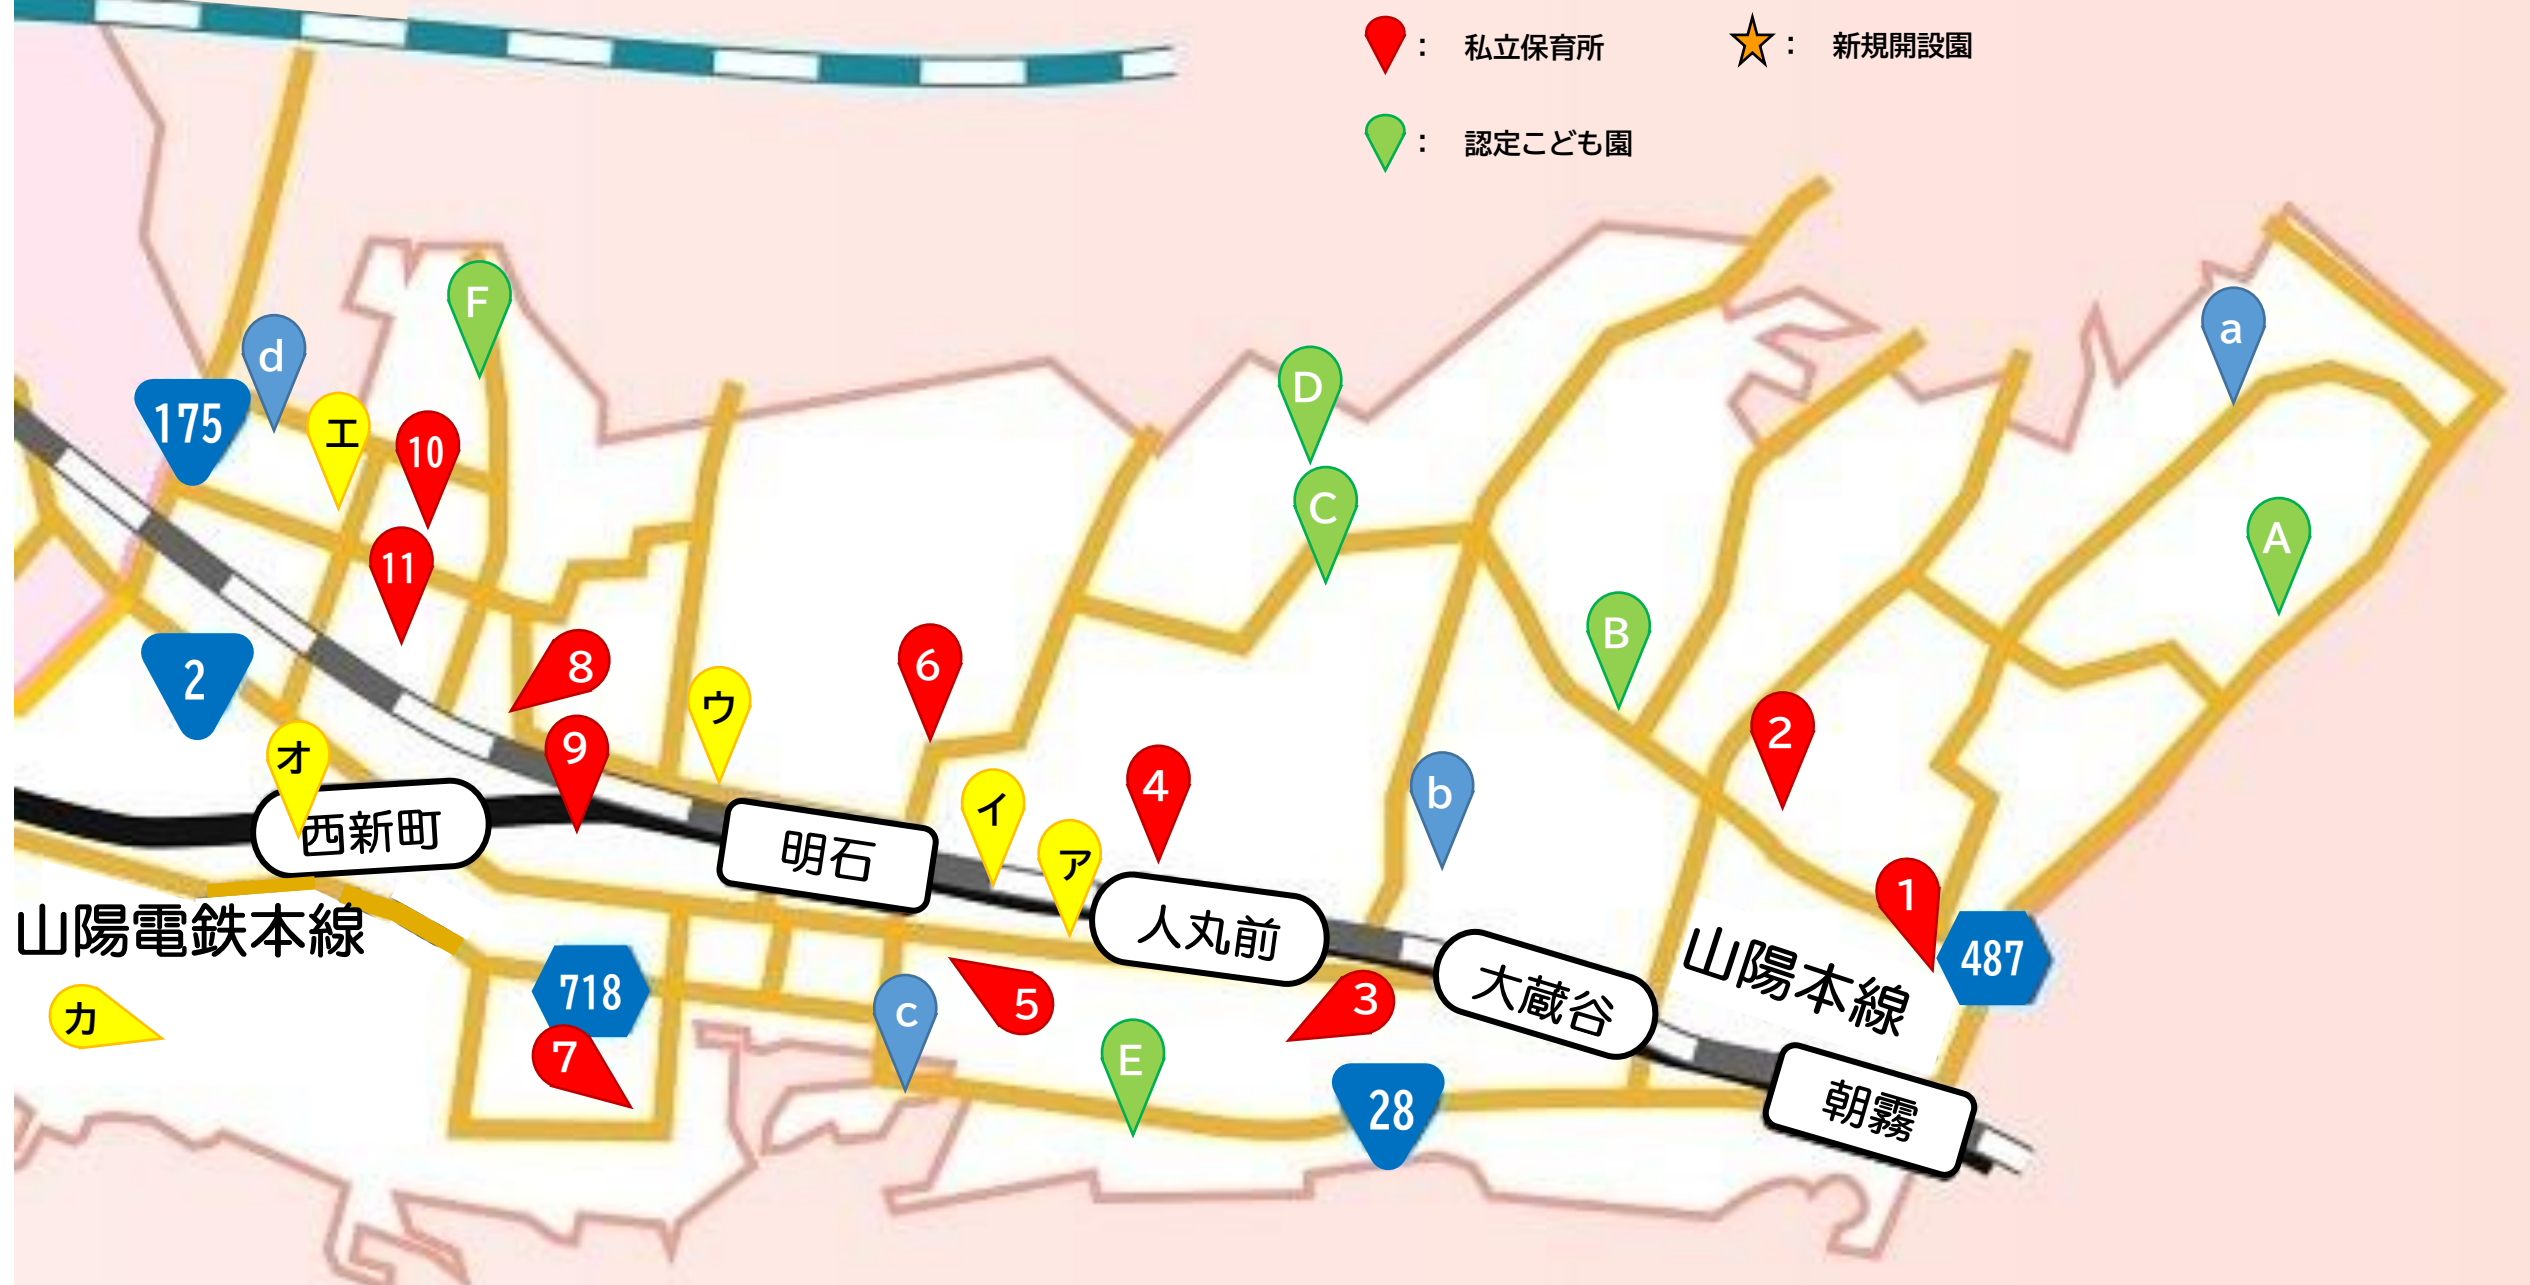 ： 私立保育所
： 新規開設園
： 認定こども園
F
a
d
D
175
エ
10
C
A
11
B
8
6
2
ウ
2
9
オ
4
b
イ
西新町
明石
ア
1
人丸前
山陽電鉄本線
487
山陽本線
718
5
3
大蔵谷
カ
c
7
E
28
朝霧